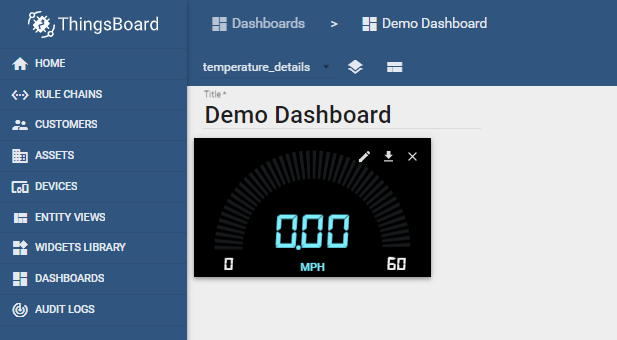 ThingsBoard
Dashboards > Demo Dashboard
HOME
temperature_details
RULE CHAINS
Title *
Demo Dashboard
CUSTOMERS
ASSETS
DEVICES
ENTITY VIEWS
WIDGETS LIBRARY
DASHBOARDS
AUDIT LOGS
0.00
0 MPH 60